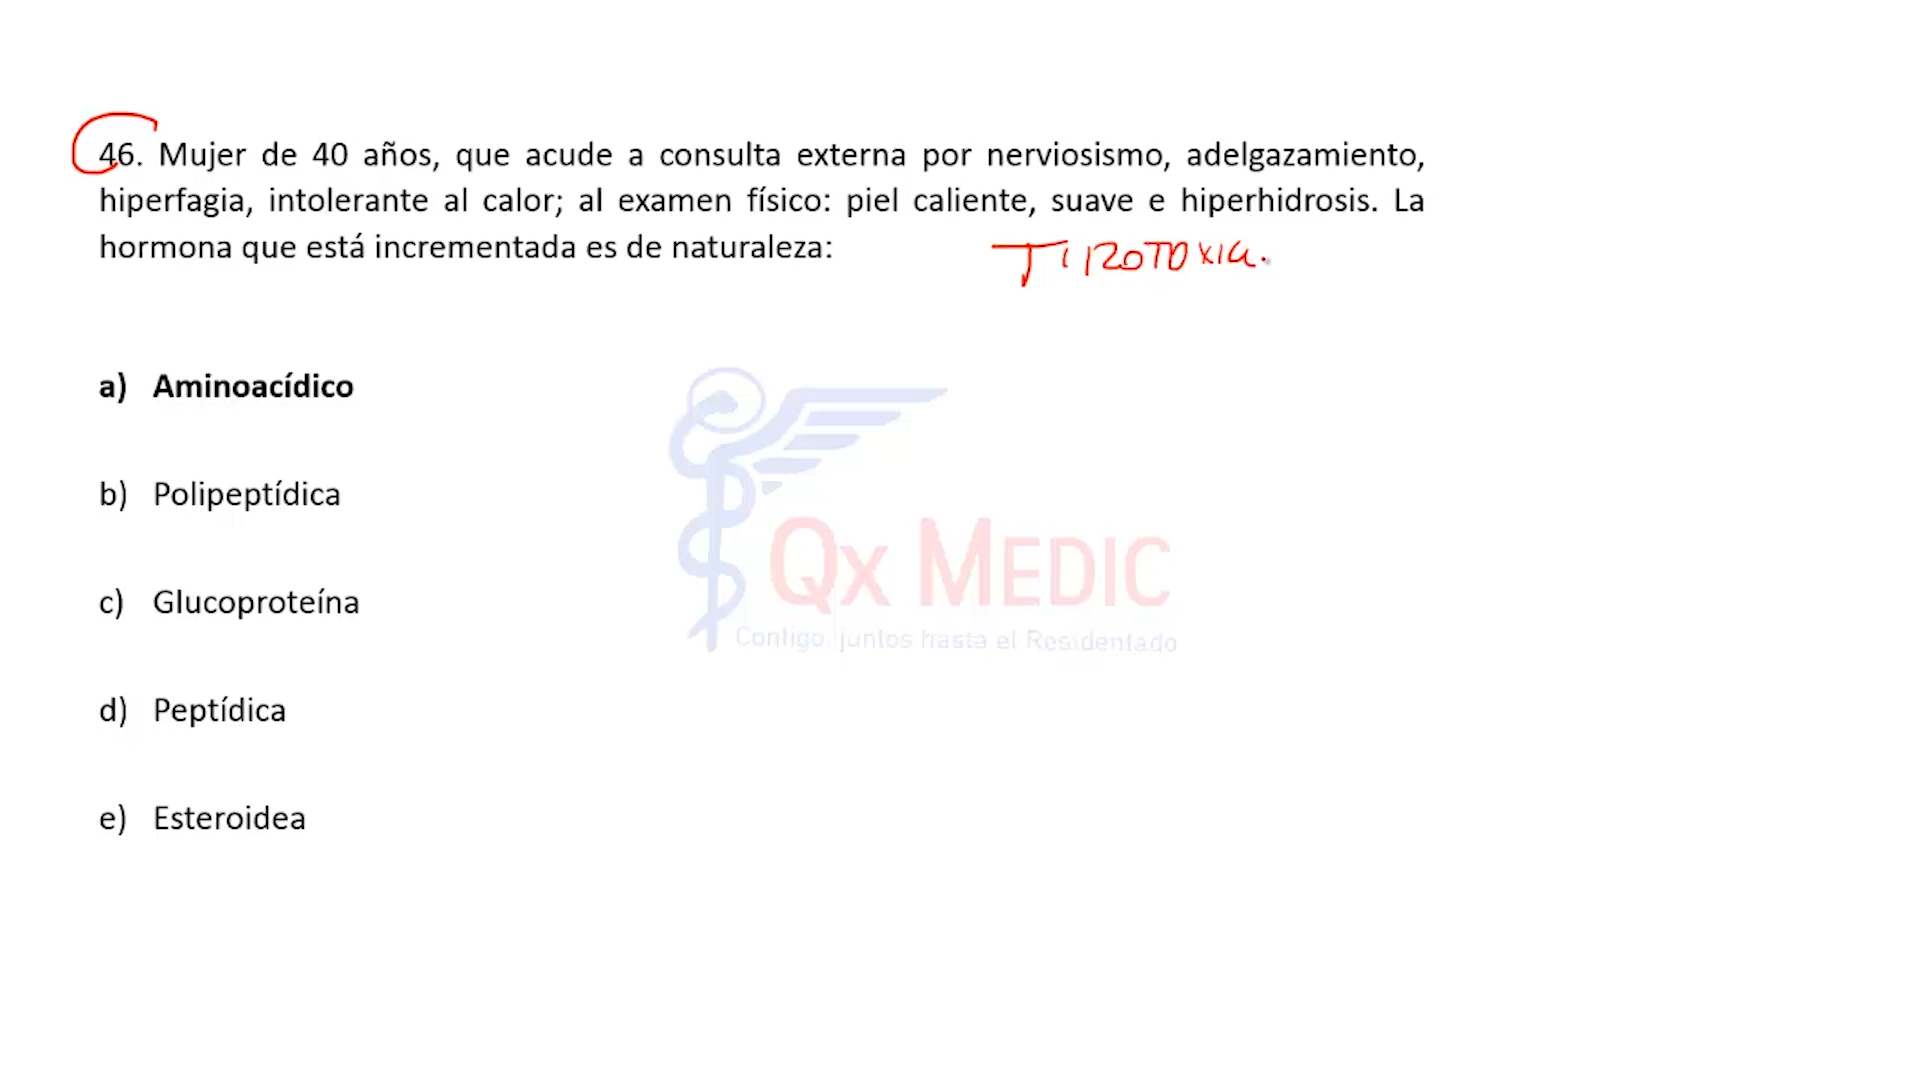 46. Mujer de 40 años, que acude a consulta externa por nerviosismo, adelgazamiento,
hiperfagia, intolerante al calor; al examen físico: piel caliente, suave e hiperhidrosis. La
hormona que está incrementada es de naturaleza:
TIROTOXIC.
a) Aminoacídico
b) Polipeptídica
c) Glucoproteína
d) Peptídica
e) Esteroidea
Qx MEDIC
Contigo, juntos hasta el Residentado